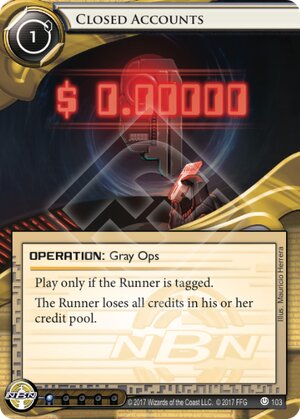 1
CLOSED ACCOUNTS
$ 0.00000
OPERATION: Gray Ops
Play only if the Runner is tagged.
The Runner loses all credits in his or her
credit pool.
Illus. Mauricio Herrera
NBN
NBN
© 2017 Wizards of the Coast LLC. © 2017 FFG
103